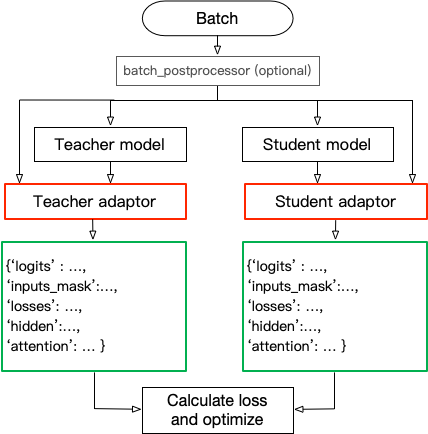 Batch
batch_postprocessor (optional)
Teacher model
Student model
Teacher adaptor
Student adaptor
{‘logits’ : …,
‘inputs_mask’:…,
‘losses’: …,
‘hidden’:…,
‘attention’: … }
{‘logits’ : …,
‘inputs_mask’:…,
‘losses’: …,
‘hidden’:…,
‘attention’: … }
Calculate loss
and optimize